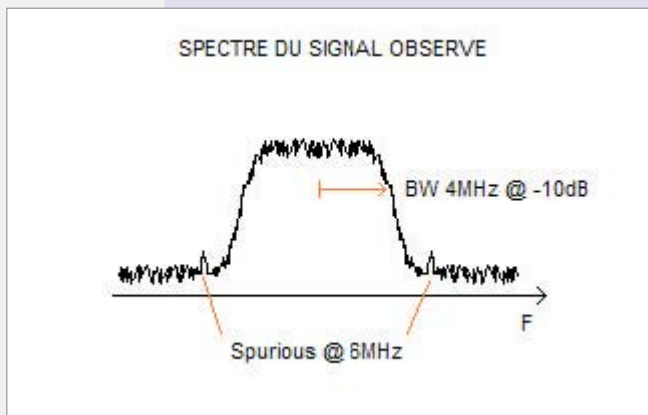 SPECTRE DU SIGNAL OBSERVE
BW 4MHz @ -10dB
F
Spurious @ 6MHz